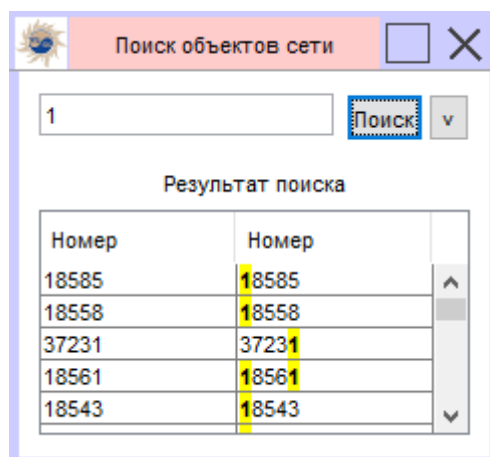 Поиск объектов сети
1
Поиск v
Результат поиска
Номер Номер
18585 18585
18558 18558
37231 37231
18561 18561
18543 18543